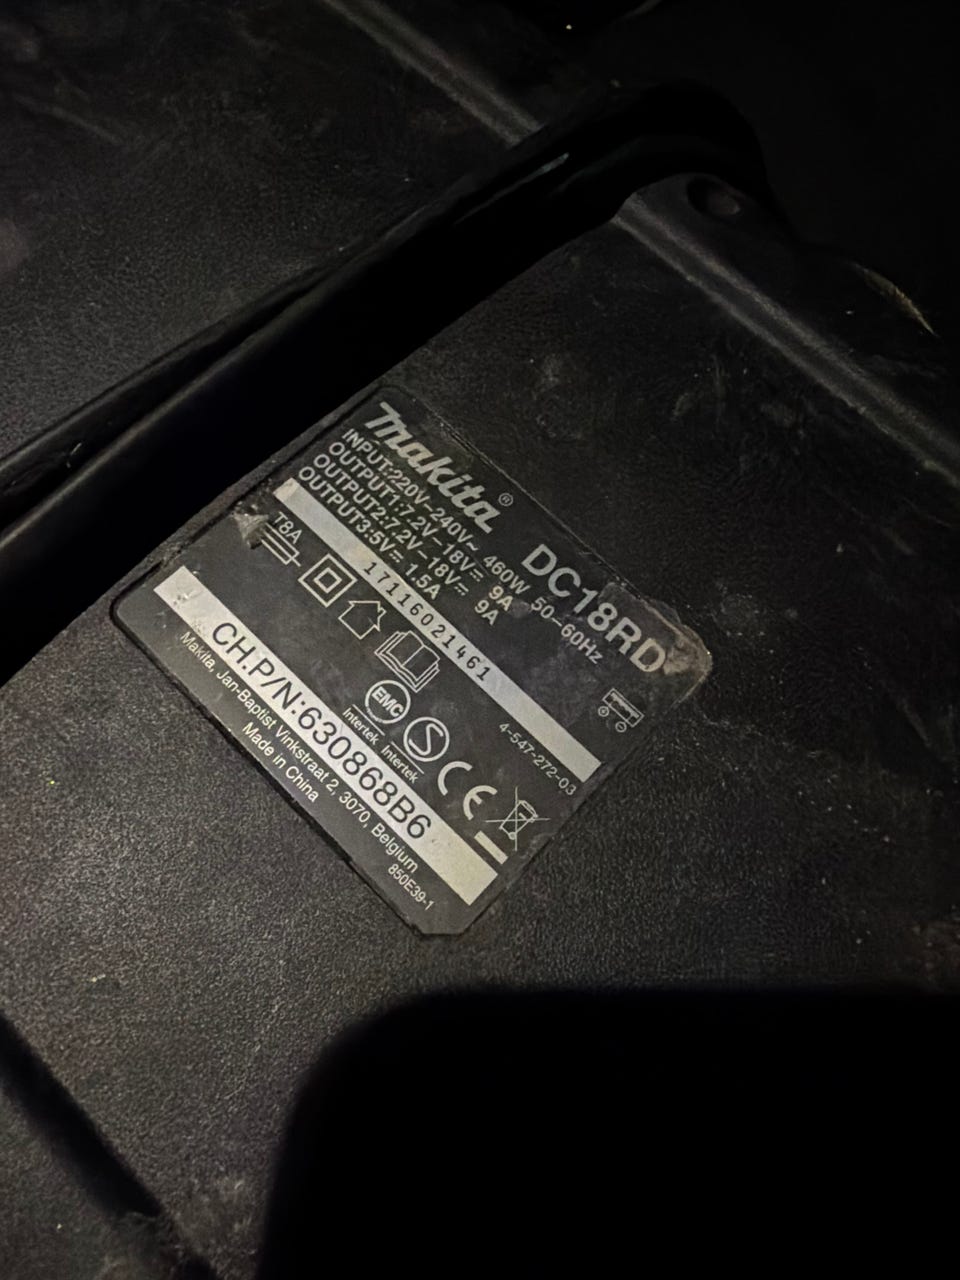 makita® DC18RD
INPUT:220V–240V~ 460W 50–60Hz
OUTPUT1:7.2V–18V⎓ 9A
OUTPUT2:7.2V–18V⎓ 9A
OUTPUT3:5V⎓ 1.5A
17116021461
T8A
4-547-272-03
EMC
Intertek
S
Intertek
CE
CH.P/N:630868B6
Makita, Jan-Baptist Vinkstraat 2, 3070, Belgium
Made in China
850E39-1